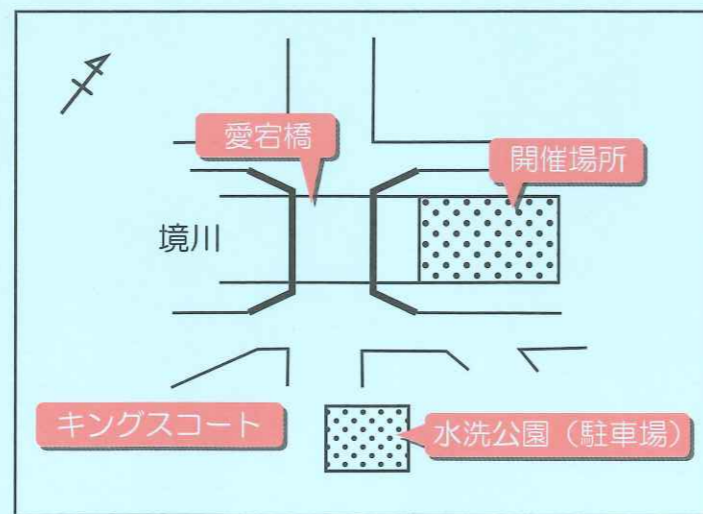 愛宕橋
開催場所
境川
キングスコート
水洗公園（駐車場）